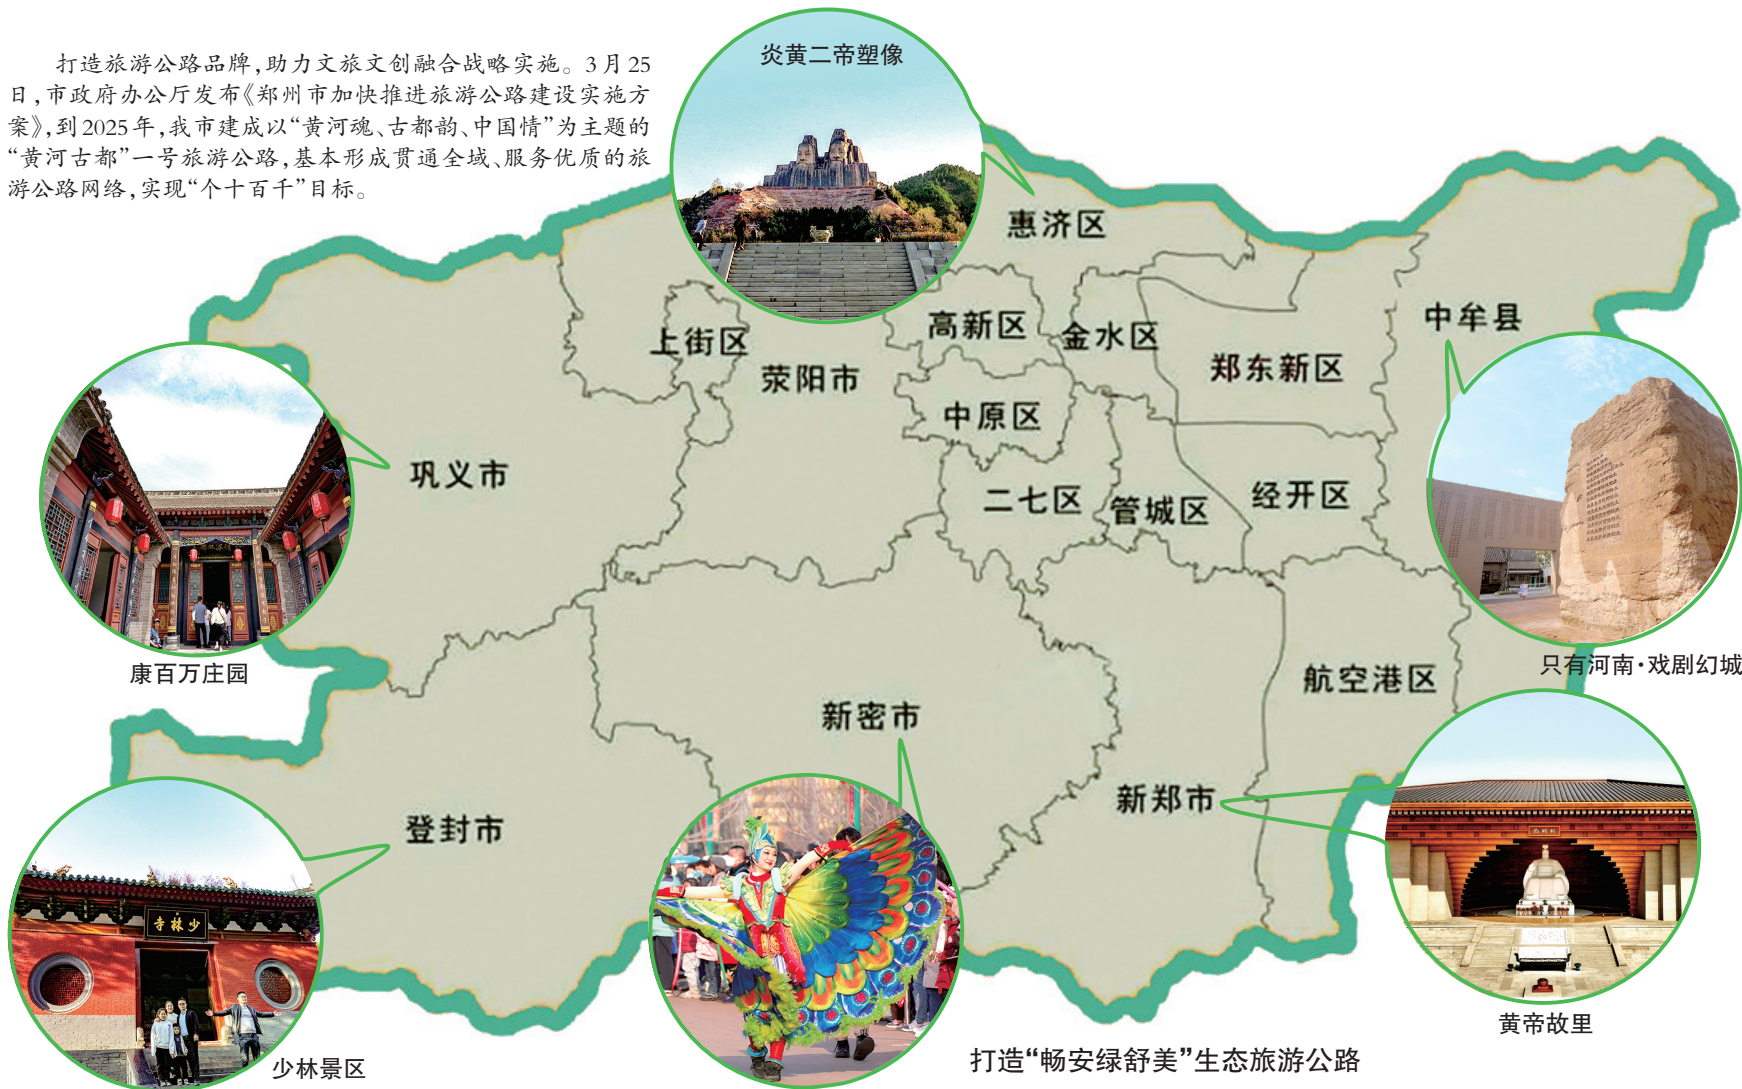 打造旅游公路品牌,助力文旅文创融合战略实施。3月25
日,市政府办公厅发布《郑州市加快推进旅游公路建设实施方
案》,到2025年,我市建成以“黄河魂、古都韵、中国情”为主题的
“黄河古都”一号旅游公路,基本形成贯通全域、服务优质的旅
游公路网络,实现“个十百千”目标。
炎黄二帝塑像
惠济区
上街区
荥阳市
高新区
金水区
郑东新区
中牟县
中原区
巩义市
二七区
管城区
经开区
康百万庄园
只有河南·戏剧幻城
航空港区
新密市
新郑市
登封市
少林寺
少林景区
黄帝故里
打造“畅安绿舒美”生态旅游公路